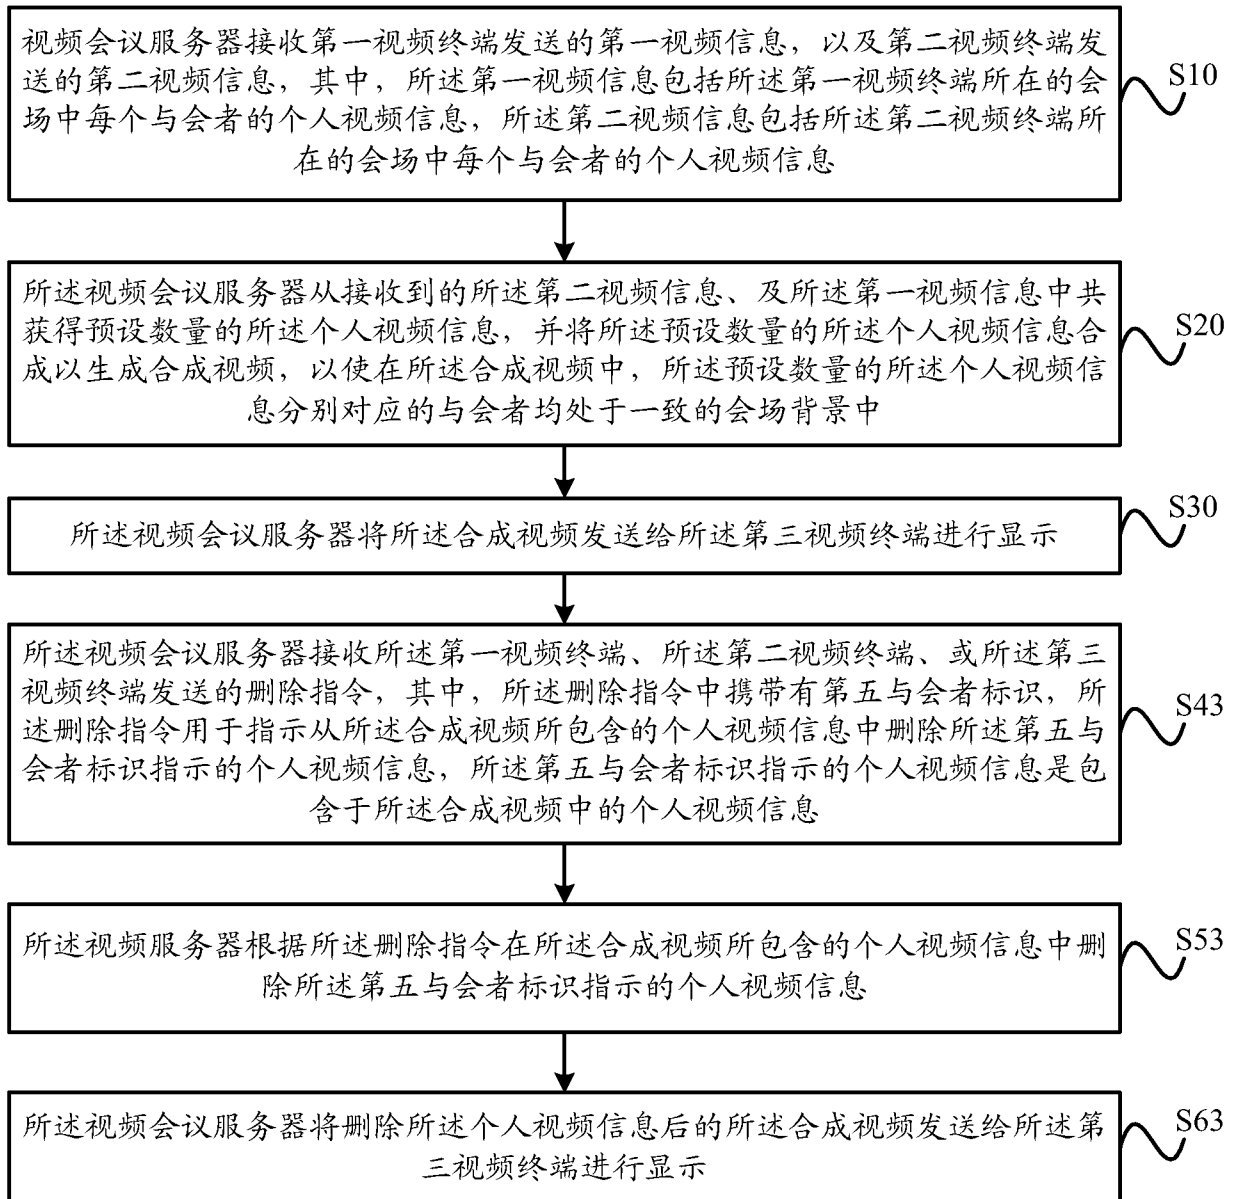 视频会议服务器接收第一视频终端发送的第一视频信息，以及第二视频终端发
送的第二视频信息，其中，所述第一视频信息包括所述第一视频终端所在的会
场中每个与会者的个人视频信息，所述第二视频信息包括所述第二视频终端所
在的会场中每个与会者的个人视频信息
S10
所述视频会议服务器从接收到的所述第二视频信息、及所述第一视频信息中共
获得预设数量的所述个人视频信息，并将所述预设数量的所述个人视频信息合
成以生成合成视频，以使在所述合成视频中，所述预设数量的所述个人视频信
息分别对应的与会者均处于一致的会场背景中
S20
所述视频会议服务器将所述合成视频发送给所述第三视频终端进行显示
S30
所述视频会议服务器接收所述第一视频终端、所述第二视频终端、或所述第三
视频终端发送的删除指令，其中，所述删除指令中携带有第五与会者标识，所
述删除指令用于指示从所述合成视频所包含的个人视频信息中删除所述第五与
会者标识指示的个人视频信息，所述第五与会者标识指示的个人视频信息是包
含于所述合成视频中的个人视频信息
S43
所述视频服务器根据所述删除指令在所述合成视频所包含的个人视频信息中删
除所述第五与会者标识指示的个人视频信息
S53
所述视频会议服务器将删除所述个人视频信息后的所述合成视频发送给所述第
三视频终端进行显示
S63